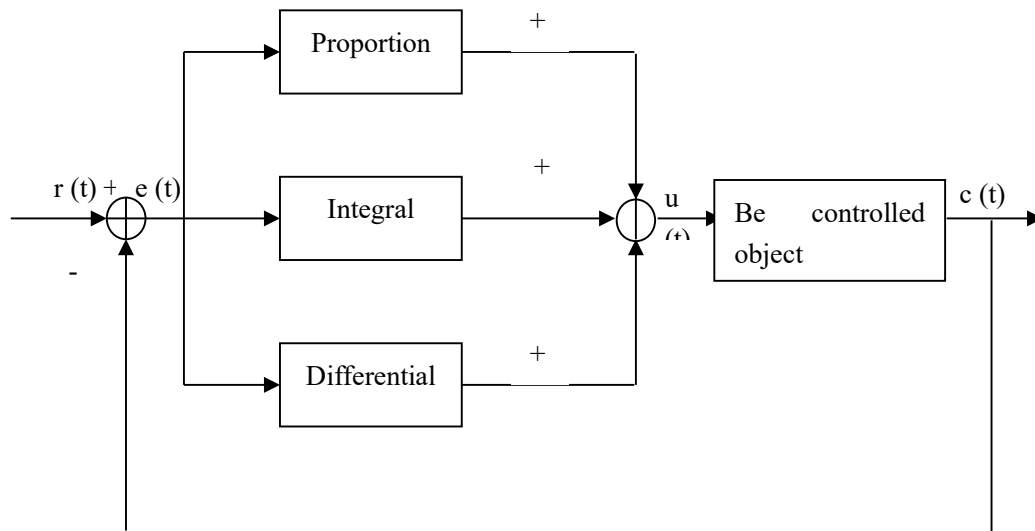 Proportion
+
r (t) + e (t)
Integral
+
u
(t)
Be controlled
object
c (t)
-
Differential
+